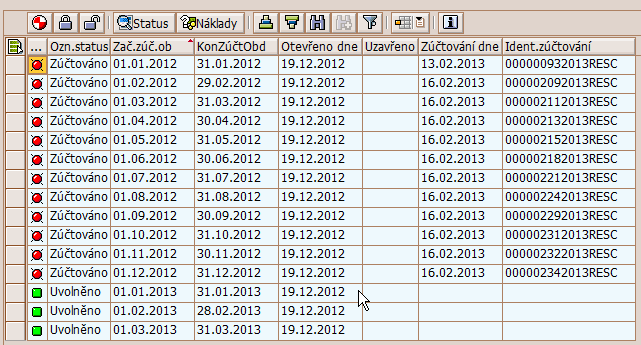 Status Náklady
... Ozn.status Zač.zúč.ob KonZúčtObd Otevřeno dne Uzavřeno Zúčtování dne Ident.zúčtování
Zúčtováno 01.01.2012 31.01.2012 19.12.2012 13.02.2013 000000932013RESC
Zúčtováno 01.02.2012 29.02.2012 19.12.2012 16.02.2013 000002092013RESC
Zúčtováno 01.03.2012 31.03.2012 19.12.2012 16.02.2013 000002112013RESC
Zúčtováno 01.04.2012 30.04.2012 19.12.2012 16.02.2013 000002132013RESC
Zúčtováno 01.05.2012 31.05.2012 19.12.2012 16.02.2013 000002152013RESC
Zúčtováno 01.06.2012 30.06.2012 19.12.2012 16.02.2013 000002182013RESC
Zúčtováno 01.07.2012 31.07.2012 19.12.2012 16.02.2013 000002212013RESC
Zúčtováno 01.08.2012 31.08.2012 19.12.2012 16.02.2013 000002242013RESC
Zúčtováno 01.09.2012 30.09.2012 19.12.2012 16.02.2013 000002292013RESC
Zúčtováno 01.10.2012 31.10.2012 19.12.2012 16.02.2013 000002312013RESC
Zúčtováno 01.11.2012 30.11.2012 19.12.2012 16.02.2013 000002322013RESC
Zúčtováno 01.12.2012 31.12.2012 19.12.2012 16.02.2013 000002342013RESC
Uvolněno 01.01.2013 31.01.2013 19.12.2012
Uvolněno 01.02.2013 28.02.2013 19.12.2012
Uvolněno 01.03.2013 31.03.2013 19.12.2012